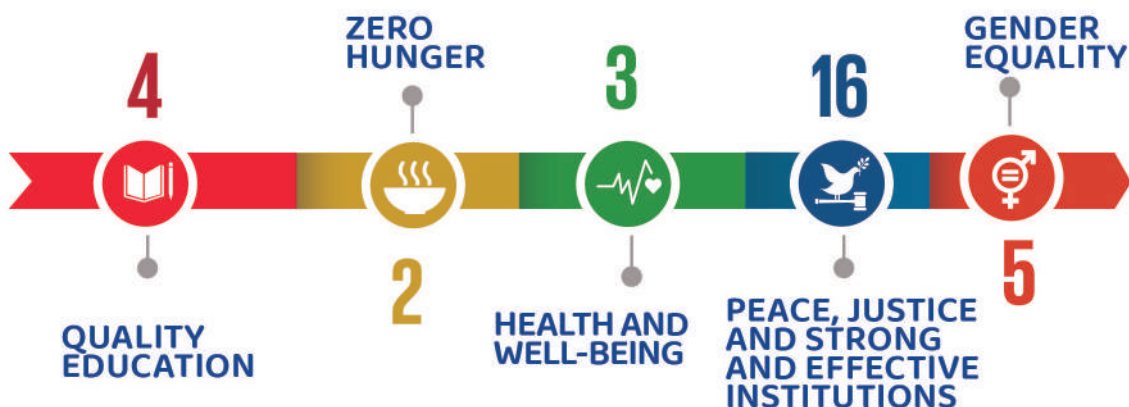 4
QUALITY
EDUCATION
ZERO
HUNGER
2
3
HEALTH AND
WELL-BEING
16
PEACE, JUSTICE
AND STRONG
AND EFFECTIVE
INSTITUTIONS
GENDER
EQUALITY
5